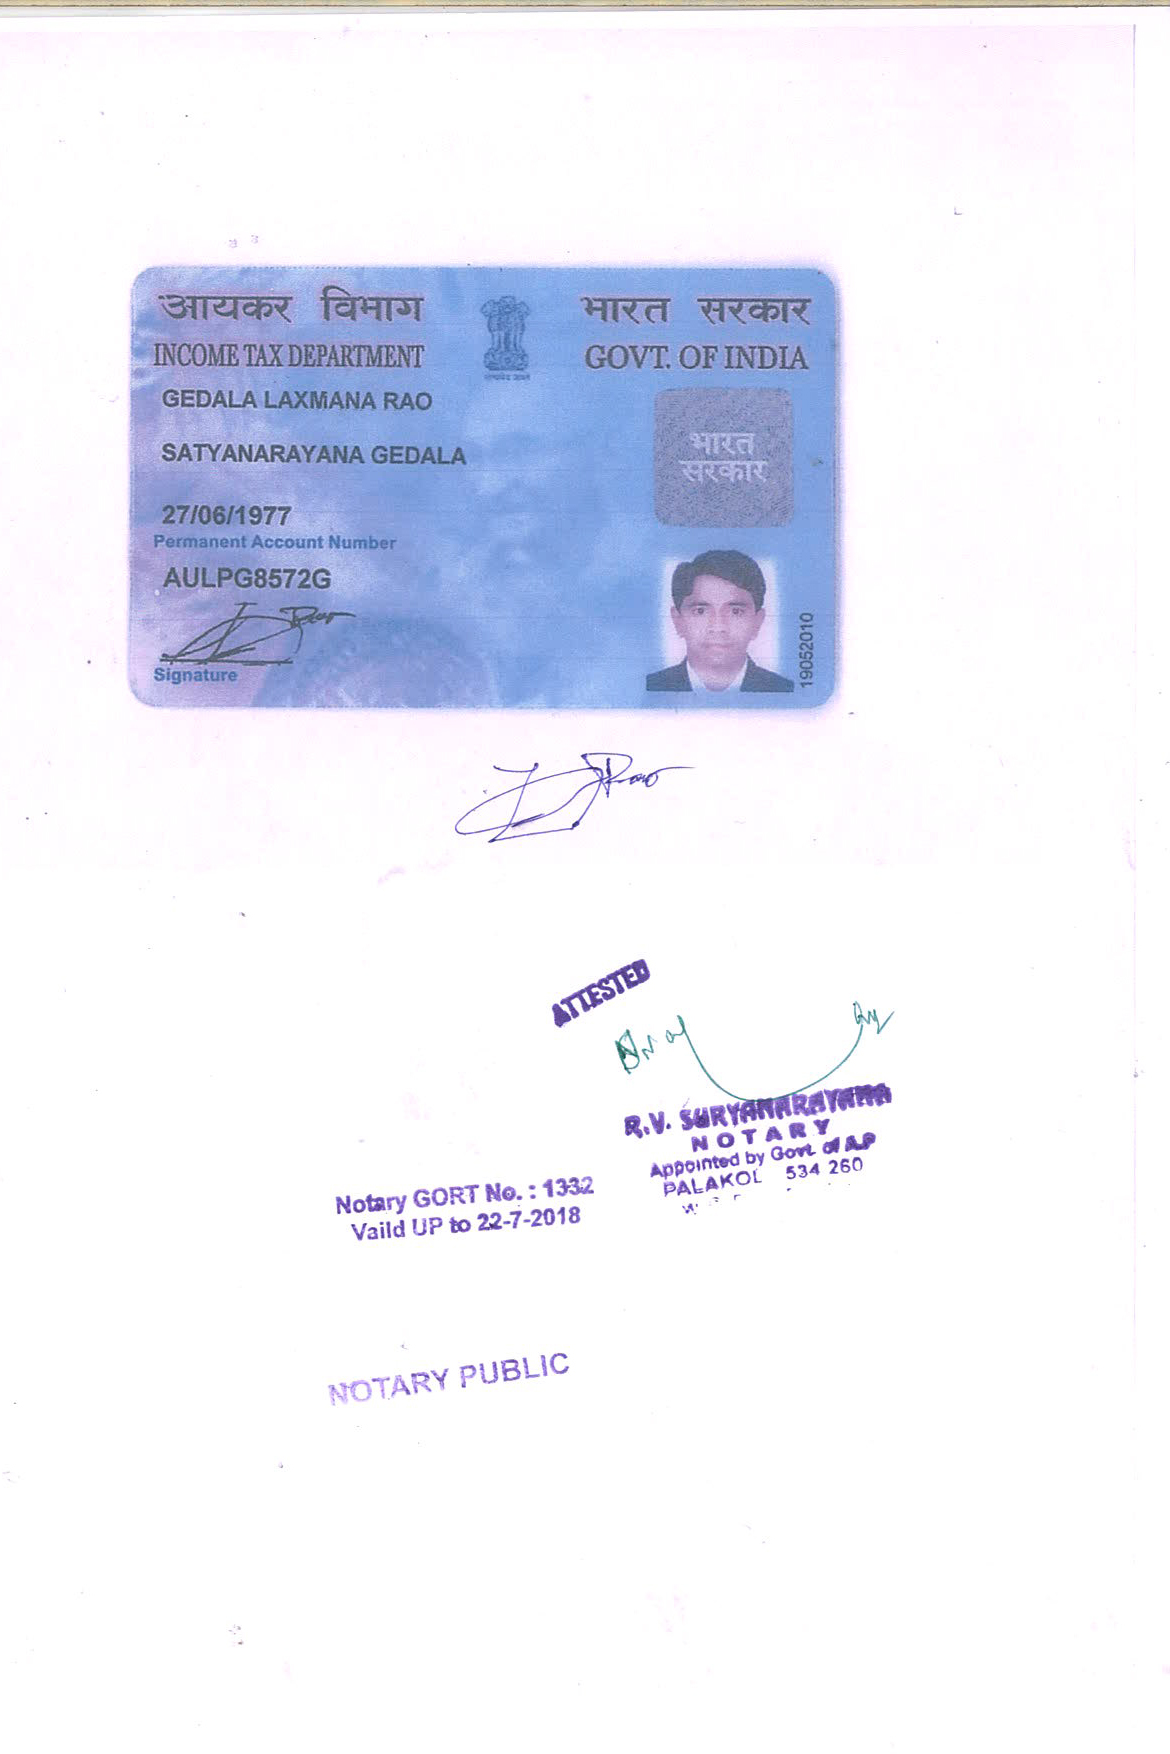 आयकर विभाग भारत सरकार
INCOME TAX DEPARTMENT GOVT. OF INDIA
GEDALA LAXMANA RAO
SATYANARAYANA GEDALA
भारत
सरकार
27/06/1977
Permanent Account Number
AULPG8572G
Signature
19052010
Rao
ATTESTED
R.V. SURYANARAYANA
NOTARY
Appointed by Govt. of A.P
PALAKOL 534 260
Notary GORT No. : 1332
Vaild UP to 22-7-2018
NOTARY PUBLIC